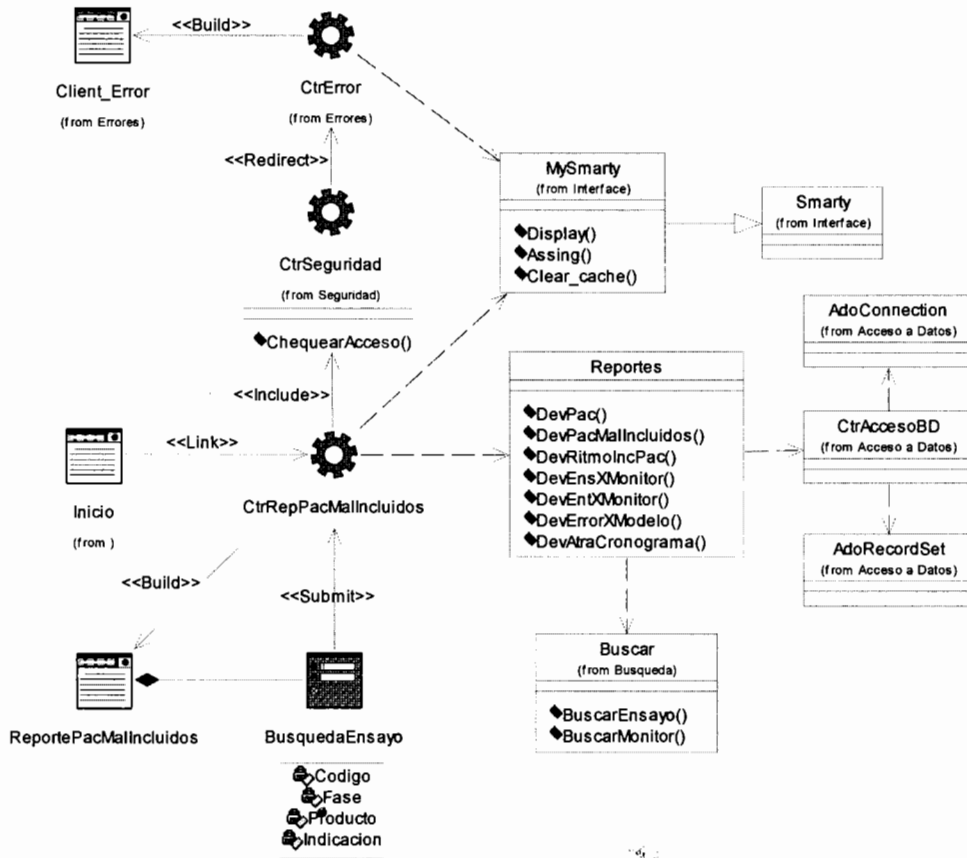 <<Build>>
Client_Error
(from Errores)
CtrError
(from Errores)
<<Redirect>>
CtrSeguridad
(from Seguridad)
ChequearAcceso()
<<Include>>
MySmarty
(from Interface)
Display()
Assing()
Clear_cache()
Smarty
(from Interface)
AdoConnection
(from Acceso a Datos)
Reportes
DevPac()
DevPacMalIncluidos()
DevRitmoIncPac()
DevEnsXMonitor()
DevEntXMonitor()
DevErrorXModelo()
DevAtraCronograma()
CtrAccesoBD
(from Acceso a Datos)
AdoRecordSet
(from Acceso a Datos)
<<Link>>
Inicio
(from )
CtrRepPacMalIncluidos
<<Build>>
<<Submit>>
ReportePacMalIncluidos
BusquedaEnsayo
Codigo
Fase
Producto
Indicacion
Buscar
(from Busqueda)
BuscarEnsayo()
BuscarMonitor()